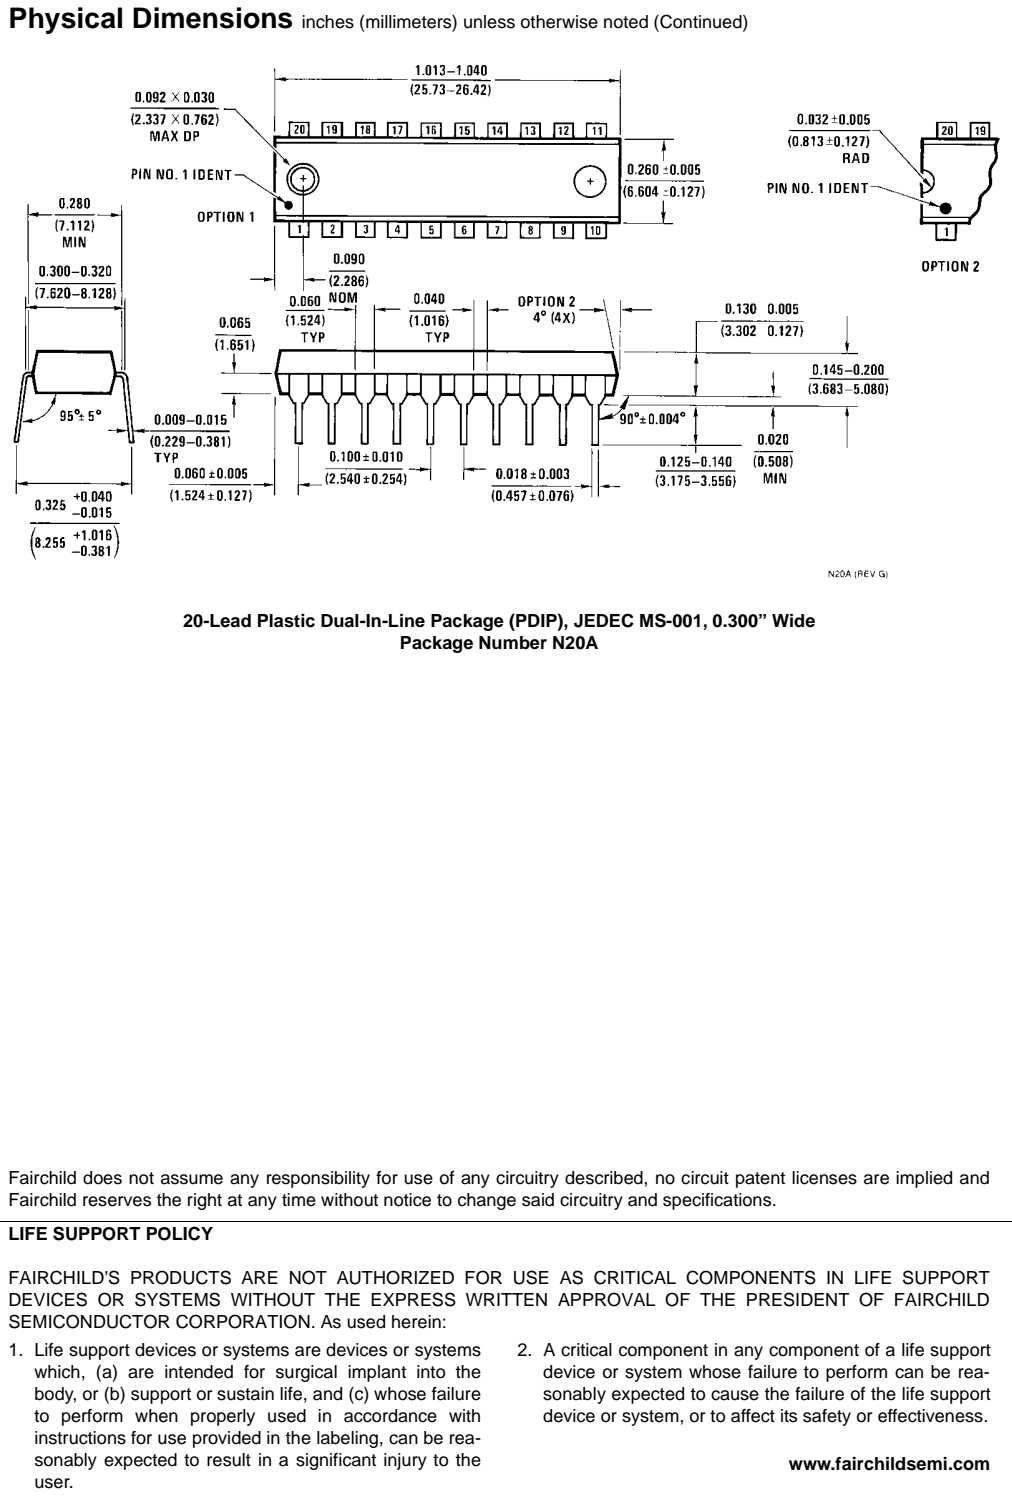 Physical Dimensions inches (millimeters) unless otherwise noted (Continued)
1.013–1.040
(25.73–26.42)
0.092 × 0.030
(2.337 × 0.762)
MAX DP
20 19 18 17 16 15 14 13 12 11
0.032 ±0.005
(0.813 ±0.127)
RAD
20 19
PIN NO. 1 IDENT
0.260 ±0.005
(6.604 ±0.127)
PIN NO. 1 IDENT
OPTION 1
1 2 3 4 5 6 7 8 9 10
1
OPTION 2
0.280
(7.112)
MIN
0.090
(2.286)
NOM
0.300–0.320
(7.620–8.128)
0.060
(1.524)
TYP
0.040
(1.016)
TYP
OPTION 2
4° (4X)
0.130 0.005
(3.302 0.127)
0.065
(1.651)
0.145–0.200
(3.683–5.080)
95°± 5°
0.009–0.015
(0.229–0.381)
TYP
90°±0.004°
0.020
(0.508)
MIN
0.125–0.140
(3.175–3.556)
0.100 ±0.010
(2.540 ±0.254)
0.018 ±0.003
(0.457 ±0.076)
0.060 ±0.005
(1.524 ±0.127)
0.325 +0.040
–0.015
(8.255 +1.016
–0.381)
N20A (REV G)
20-Lead Plastic Dual-In-Line Package (PDIP), JEDEC MS-001, 0.300” Wide
Package Number N20A
Fairchild does not assume any responsibility for use of any circuitry described, no circuit patent licenses are implied and
Fairchild reserves the right at any time without notice to change said circuitry and specifications.
LIFE SUPPORT POLICY
FAIRCHILD’S PRODUCTS ARE NOT AUTHORIZED FOR USE AS CRITICAL COMPONENTS IN LIFE SUPPORT
DEVICES OR SYSTEMS WITHOUT THE EXPRESS WRITTEN APPROVAL OF THE PRESIDENT OF FAIRCHILD
SEMICONDUCTOR CORPORATION. As used herein:
1. Life support devices or systems are devices or systems
which, (a) are intended for surgical implant into the
body, or (b) support or sustain life, and (c) whose failure
to perform when properly used in accordance with
instructions for use provided in the labeling, can be rea-
sonably expected to result in a significant injury to the
user.
2. A critical component in any component of a life support
device or system whose failure to perform can be rea-
sonably expected to cause the failure of the life support
device or system, or to affect its safety or effectiveness.
www.fairchildsemi.com